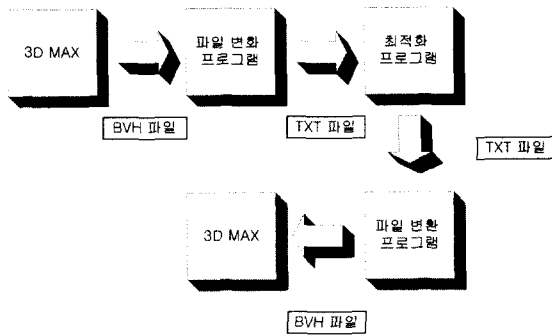 3D MAX
파일 변화
프로그램
최적화
프로그램
BVH 파일
TXT 파일
TXT 파일
3D MAX
파일 변환
프로그램
BVH 파일